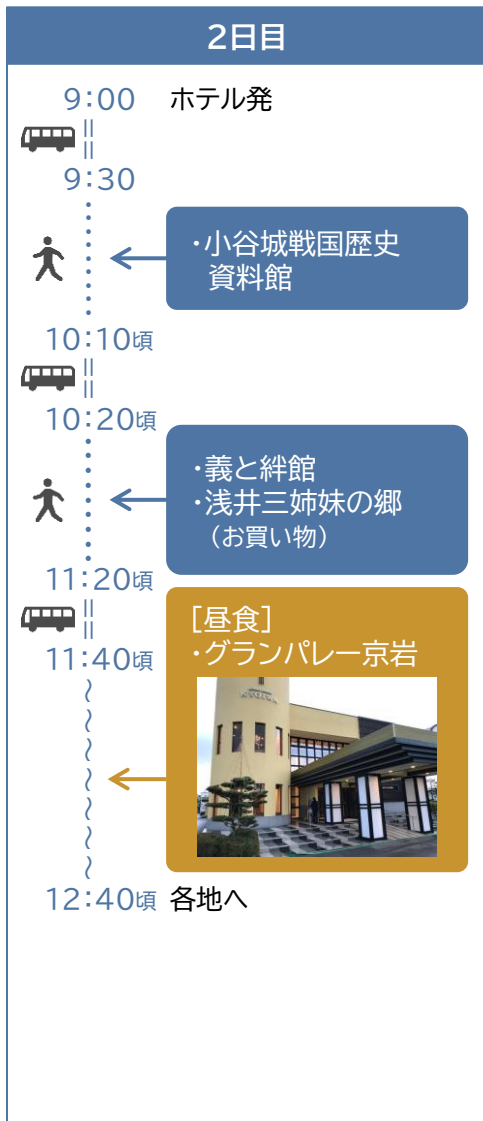 2日目
9:00 ホテル発
9:30
・小谷城戦国歴史
資料館
10:10頃
10:20頃
・義と絆館
・浅井三姉妹の郷
(お買い物)
11:20頃
[昼食]
・グランパレー京岩
11:40頃
12:40頃 各地へ